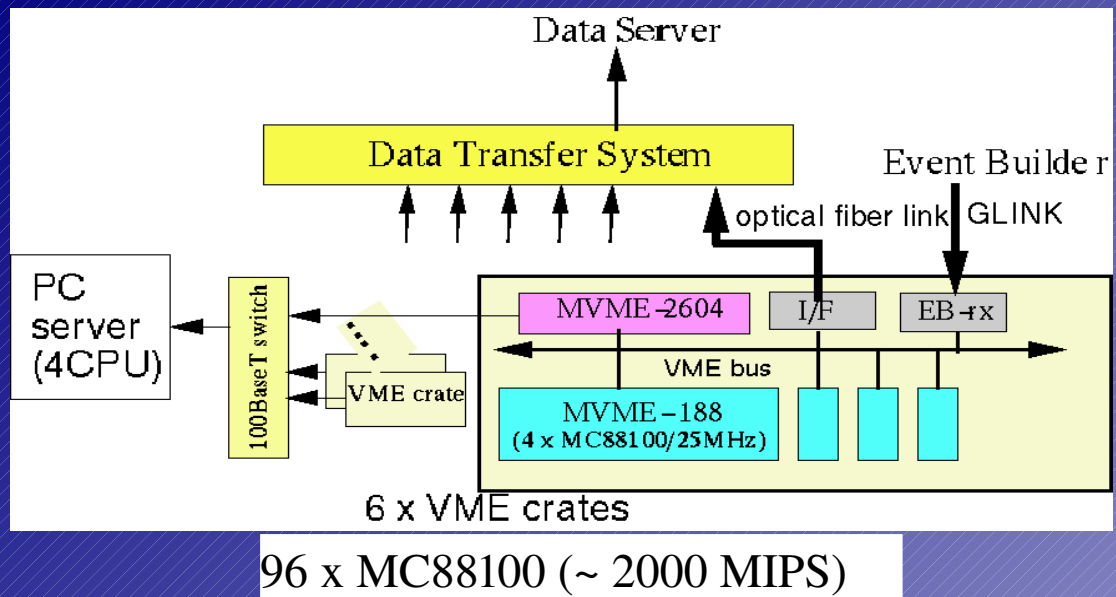 Data Server
Data Transfer System
Event Builder
optical fiber link
GLINK
PC
server
(4CPU)
100BaseT switch
MVME-2604
I/F
EB-rx
VME bus
VME crate
MVME-188
(4 x MC88100/25MHz)
6 x VME crates
96 x MC88100 (~ 2000 MIPS)